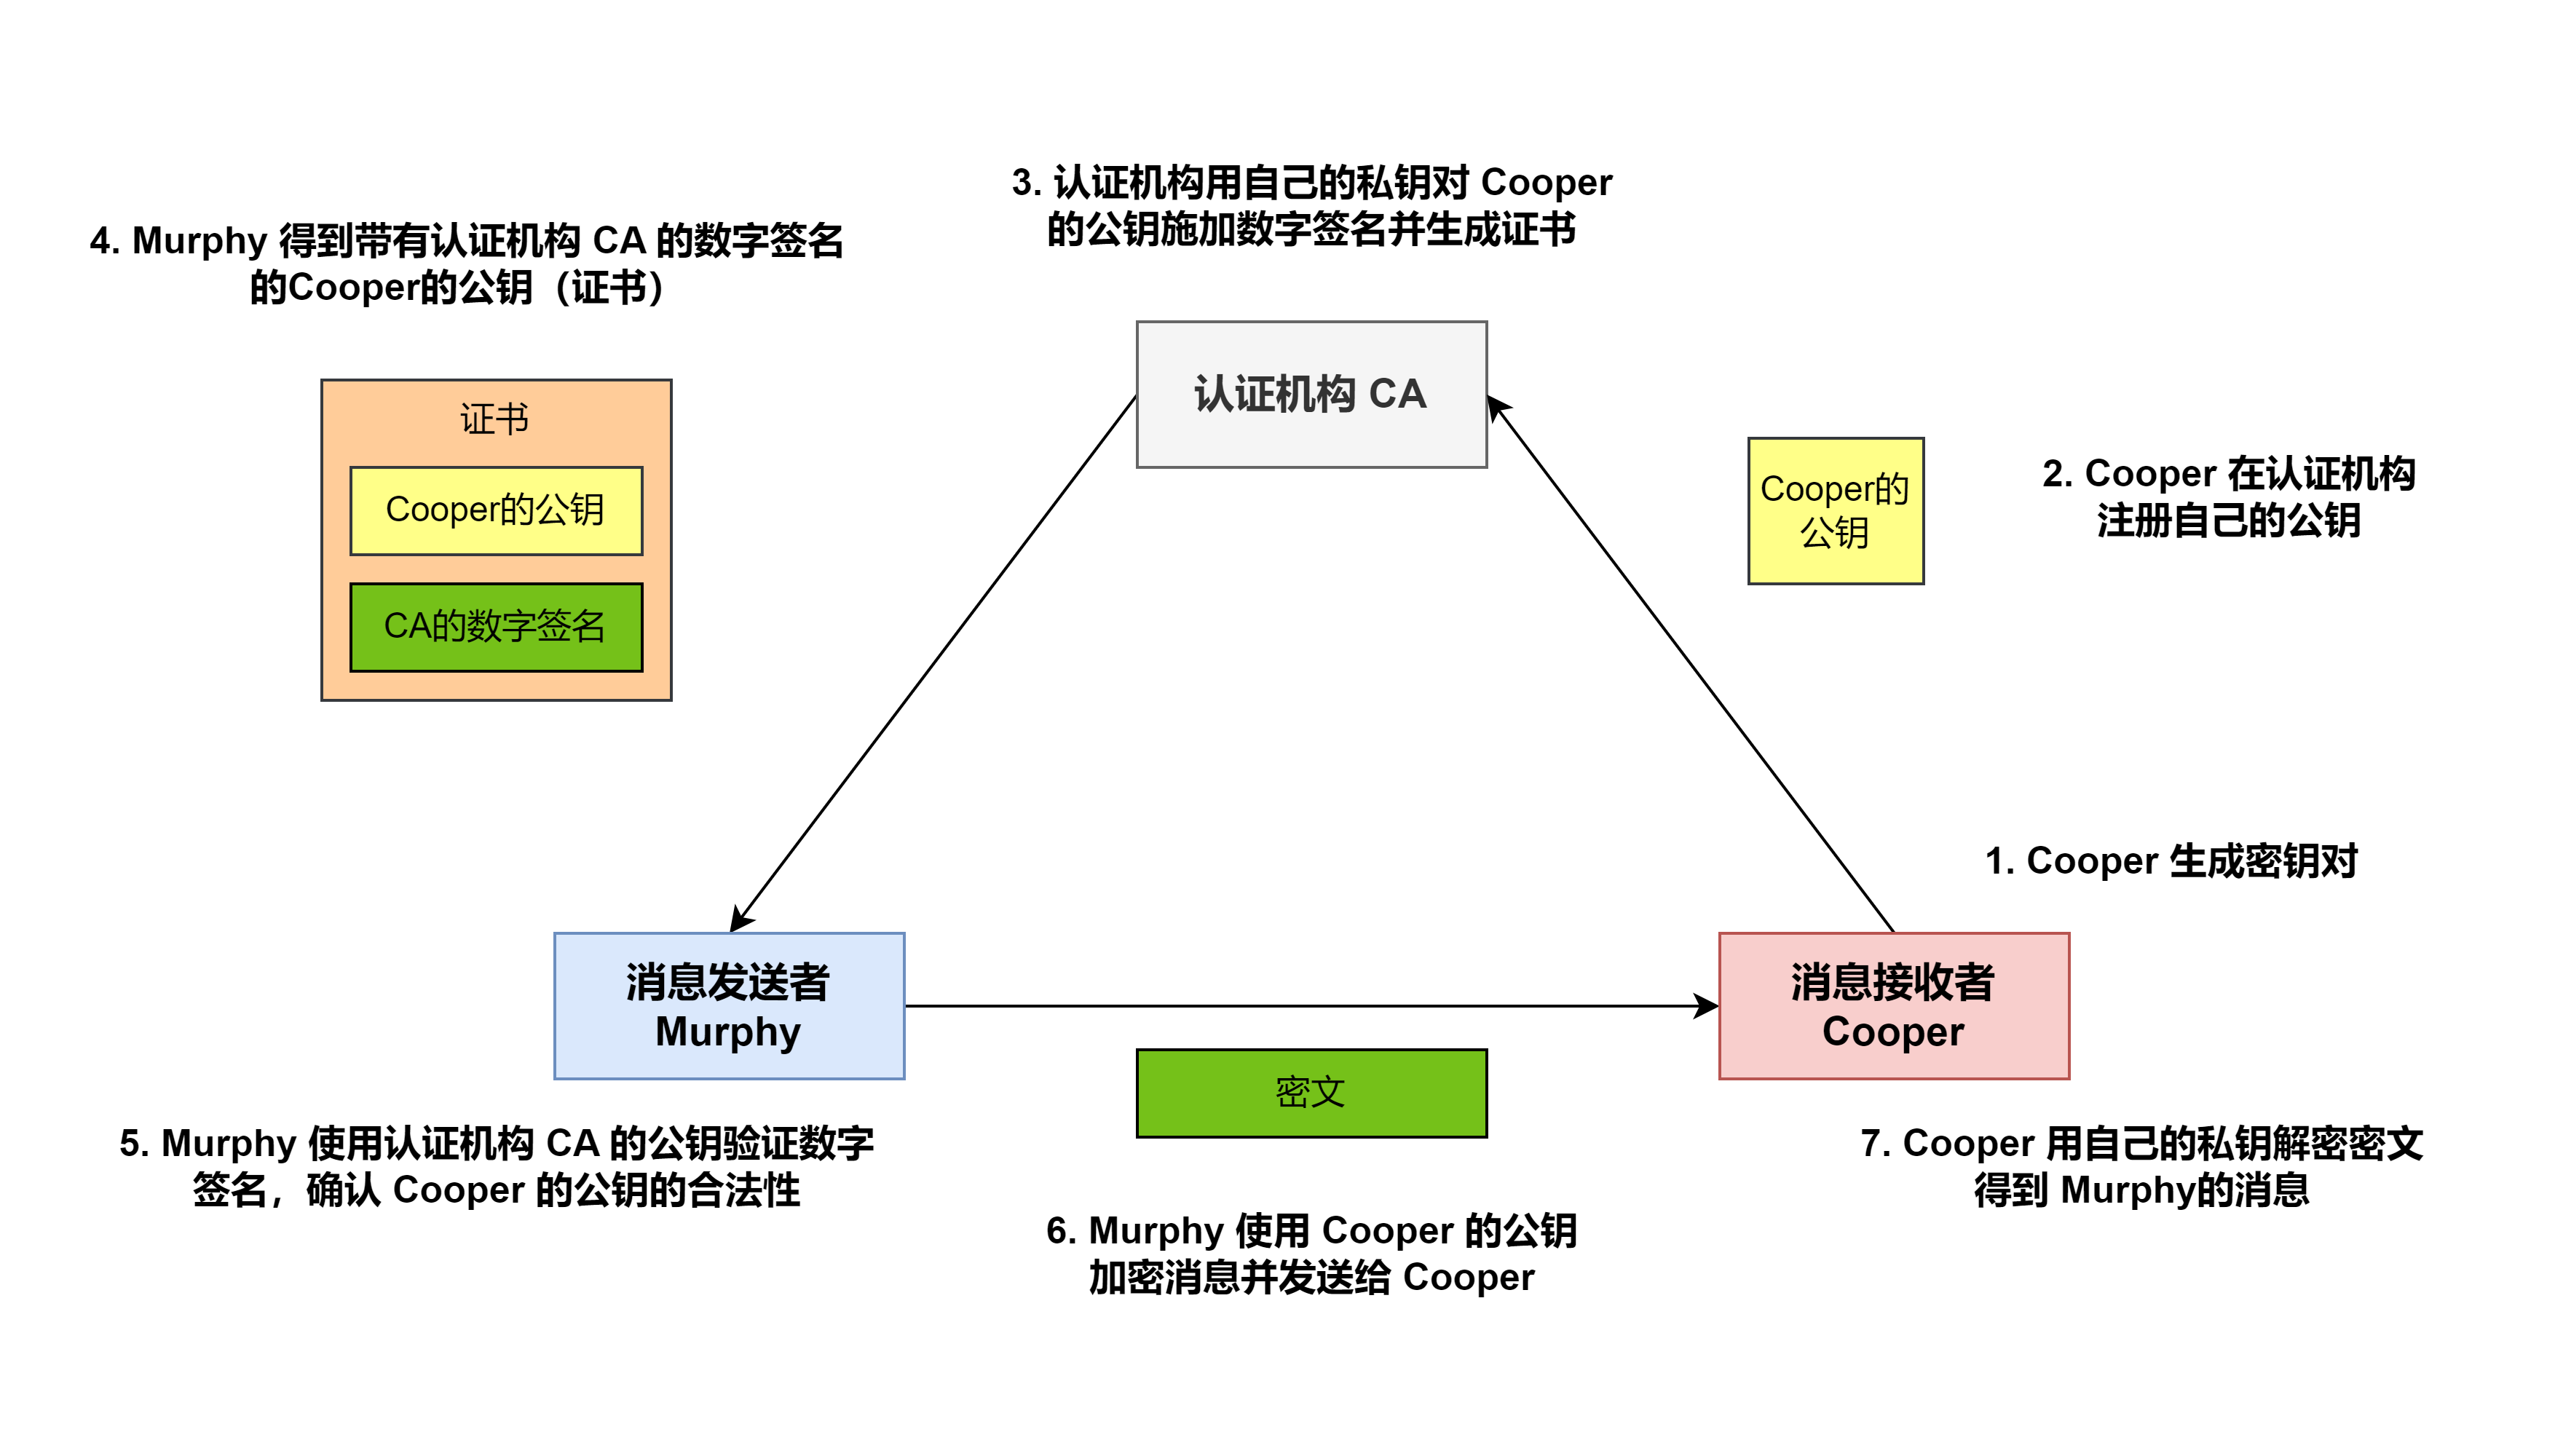 3. 认证机构用自己的私钥对 Cooper
的公钥施加数字签名并生成证书
4. Murphy 得到带有认证机构 CA 的数字签名
的Cooper的公钥（证书）
证书
Cooper的公钥
CA的数字签名
认证机构 CA
Cooper的
公钥
2. Cooper 在认证机构
注册自己的公钥
1. Cooper 生成密钥对
消息发送者
Murphy
消息接收者
Cooper
密文
5. Murphy 使用认证机构 CA 的公钥验证数字
签名，确认 Cooper 的公钥的合法性
6. Murphy 使用 Cooper 的公钥
加密消息并发送给 Cooper
7. Cooper 用自己的私钥解密密文
得到 Murphy的消息